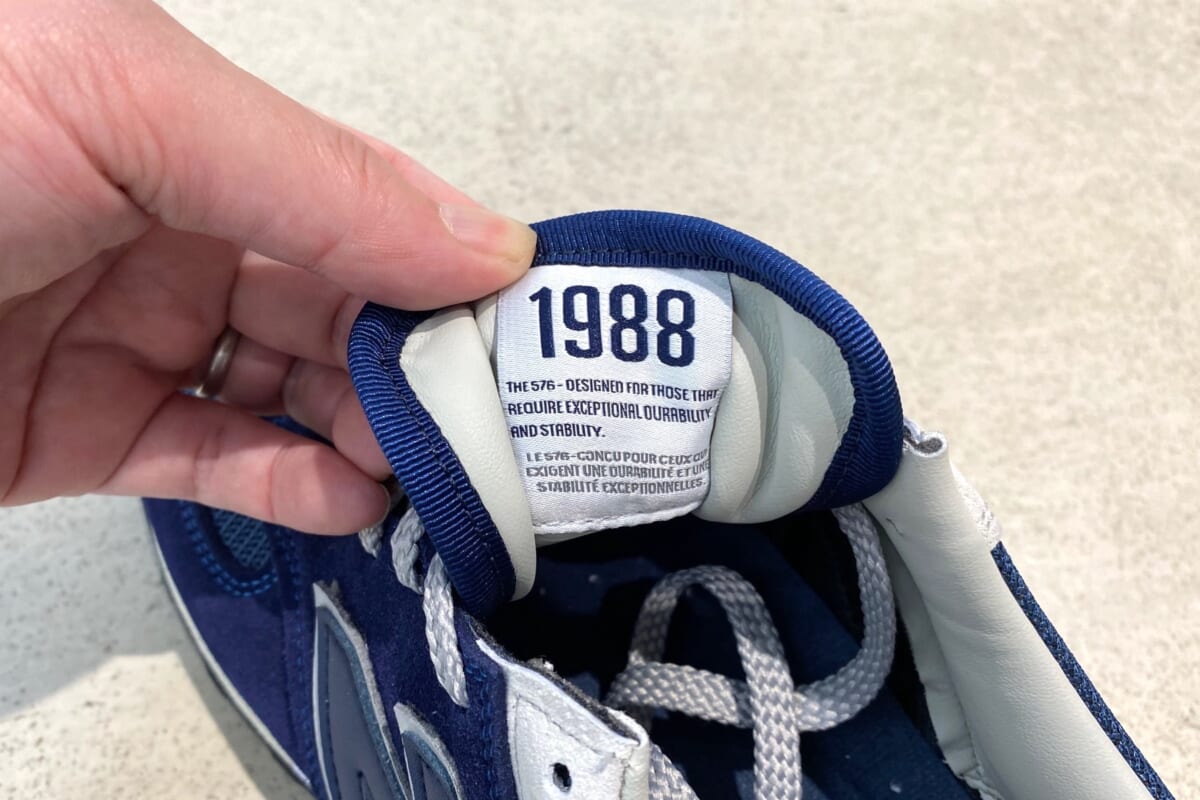 1988
THE 576 - DESIGNED FOR THOSE THAT
REQUIRE EXCEPTIONAL DURABILITY
AND STABILITY.
LE 576 - CONCU POUR CEUX QUI
EXIGENT UNE DURABILITÉ ET UNE
STABILITÉ EXCEPTIONNELLES.